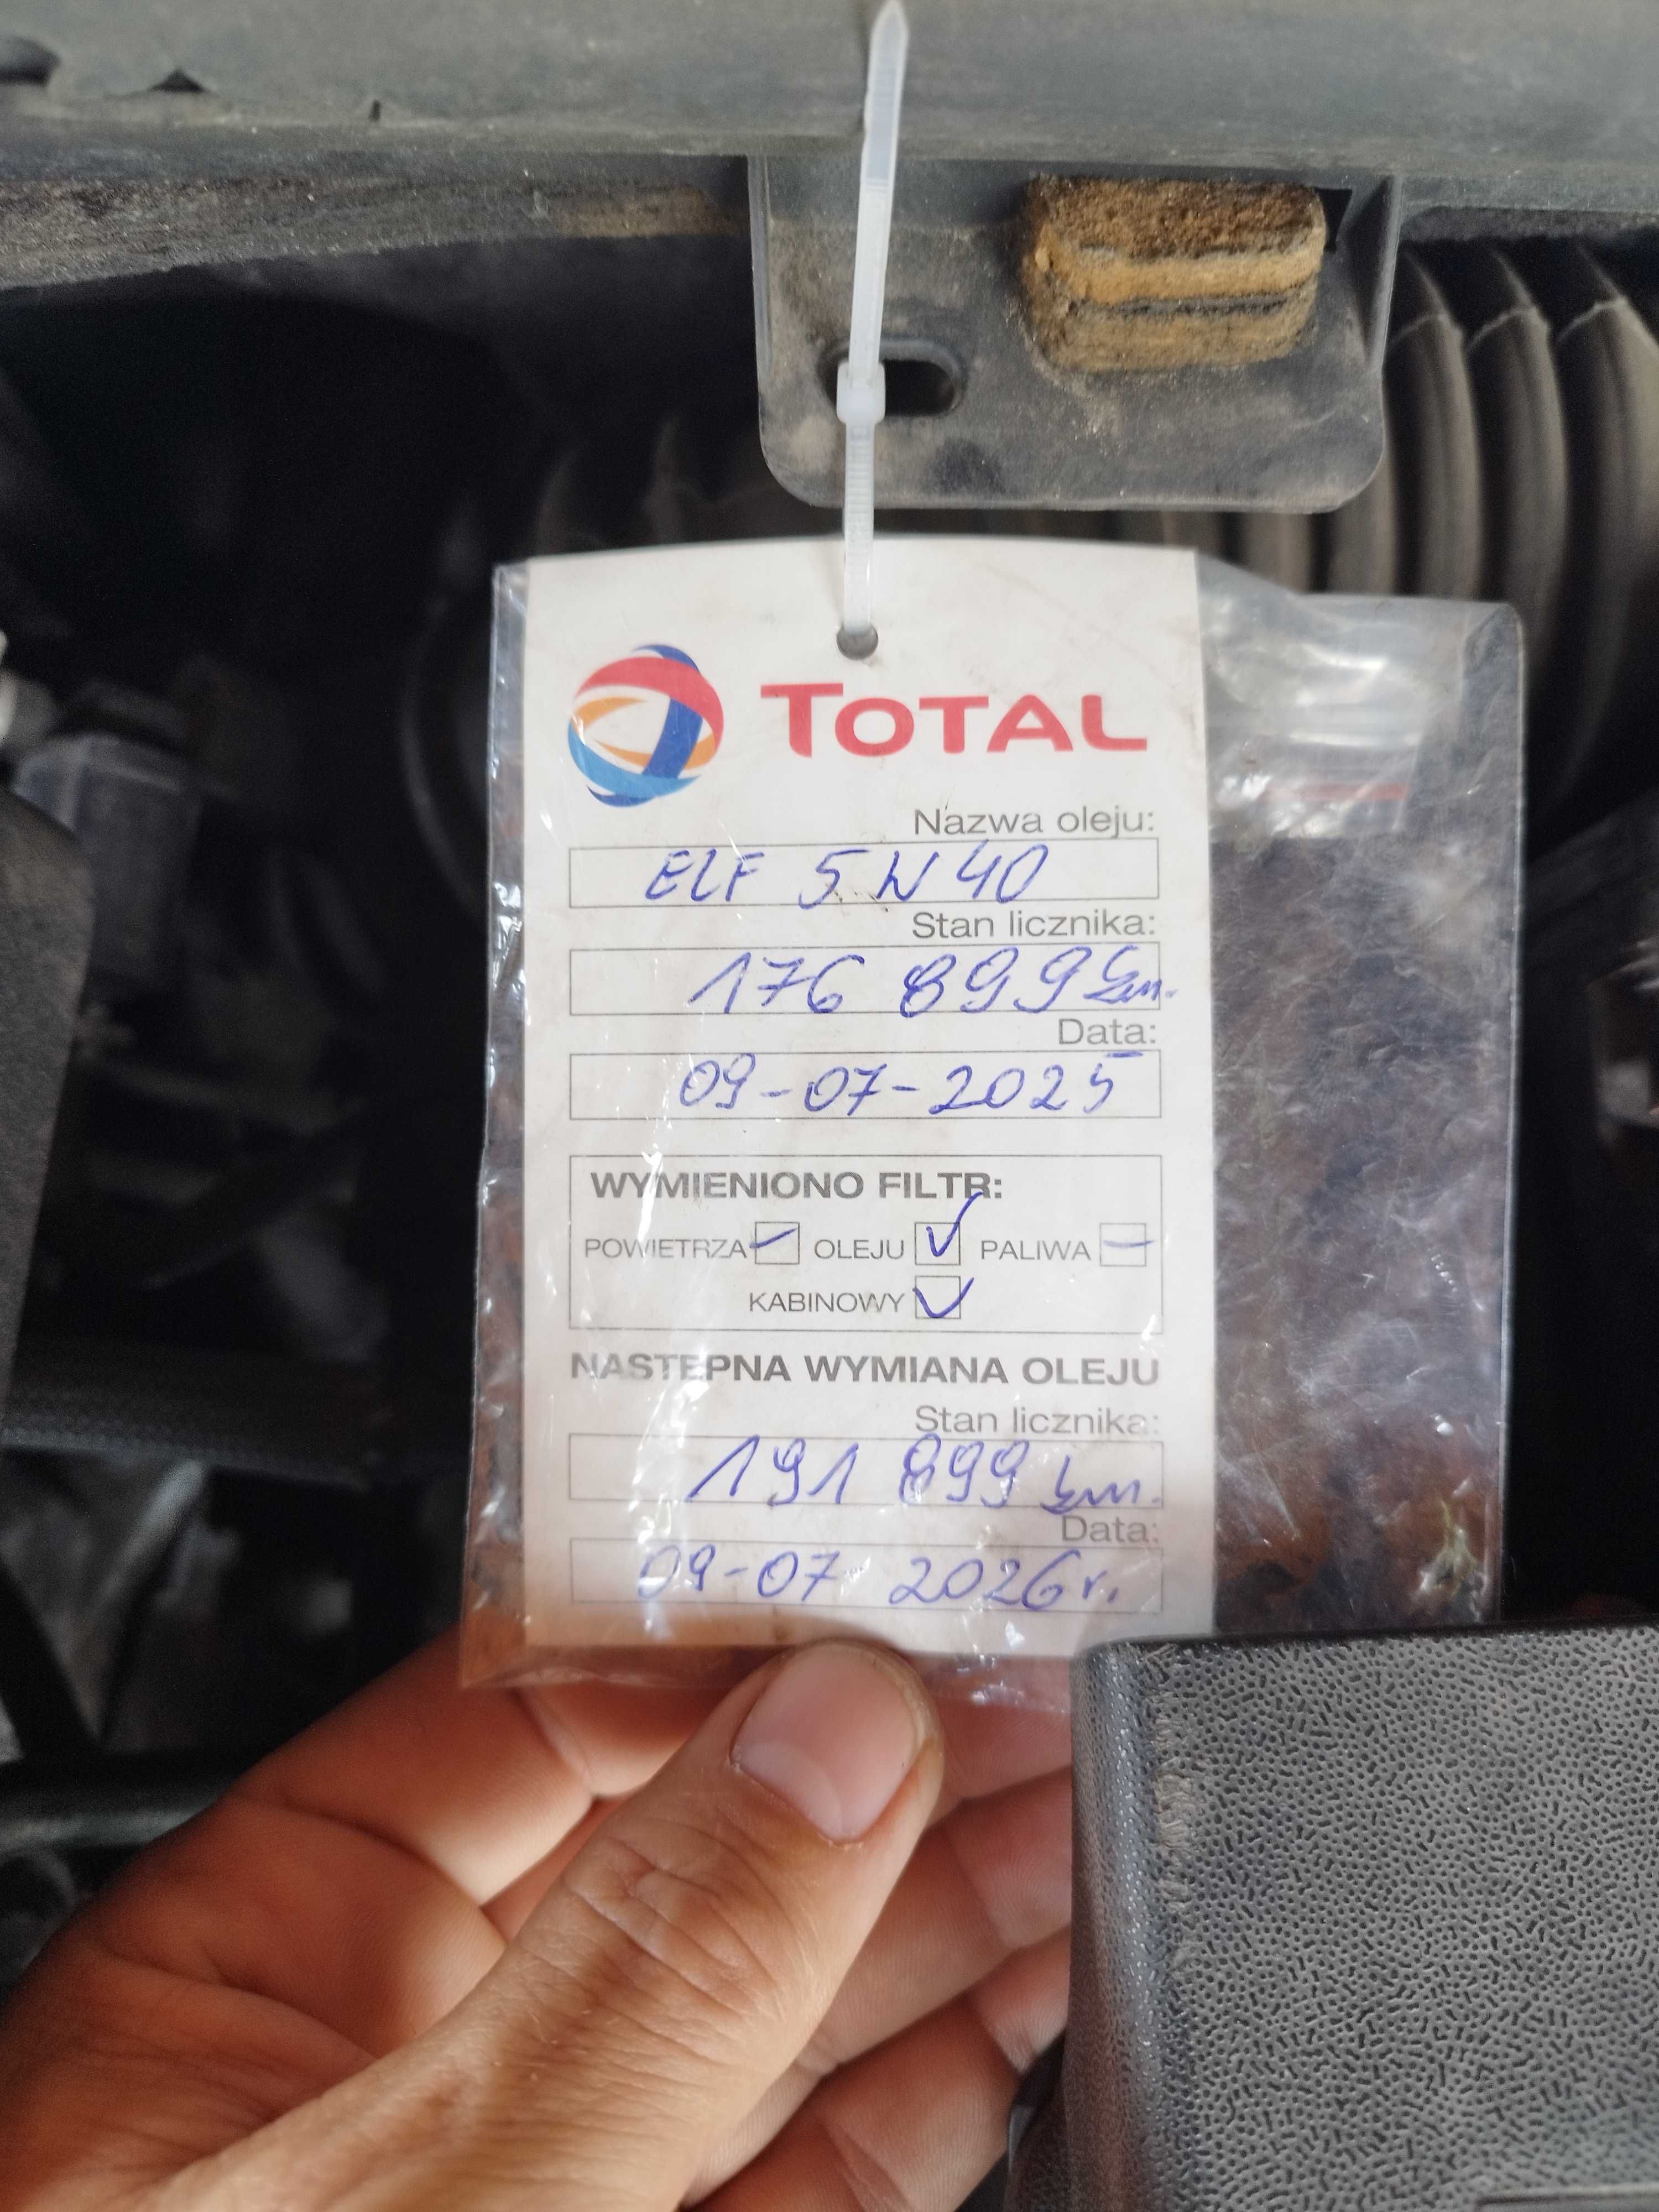 TOTAL
Nazwa oleju:
ELF 5W40
Stan licznika:
176 899 km.
Data:
09-07-2025
WYMIENIONO FILTR:
POWIETRZA - OLEJU ✓ PALIWA -
KABINOWY ✓
NASTEPNA WYMIANA OLEJU
Stan licznika:
191 899 km.
Data:
09-07-2026r.